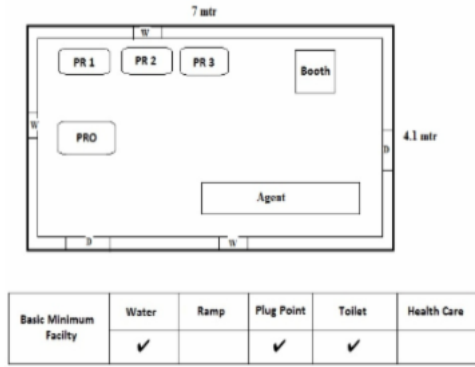 7 mtr
W
PR 1 PR 2 PR 3
Booth
W
PRO
4.1 mtr
D
Agent
D W
Basic Minimum Facilty
Water Ramp Plug Point Toilet Health Care
✔ ✔ ✔